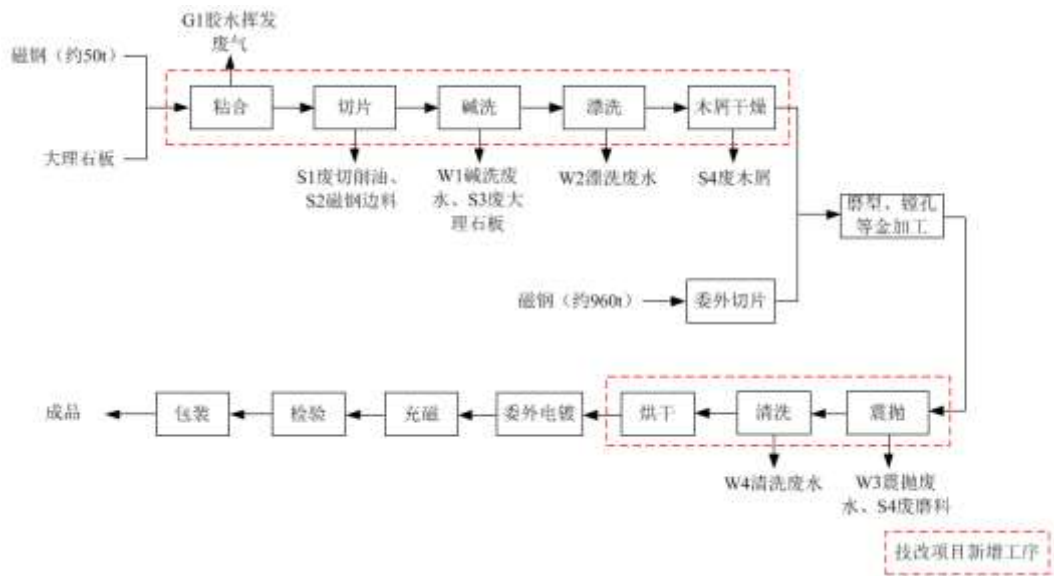 G1胶水挥发
废气
磁钢（约50t）
粘合
切片
碱洗
漂洗
木屑干燥
大理石板
S1废切削油、
S2磁钢边料
W1碱洗废
水、S3废大
理石板
W2漂洗废水
S4废木屑
磨型、镗孔
等金加工
磁钢（约960t）
委外切片
成品
包装
检验
充磁
委外电镀
烘干
清洗
震抛
W4清洗废水
W3震抛废
水、S4废磨料
技改项目新增工序